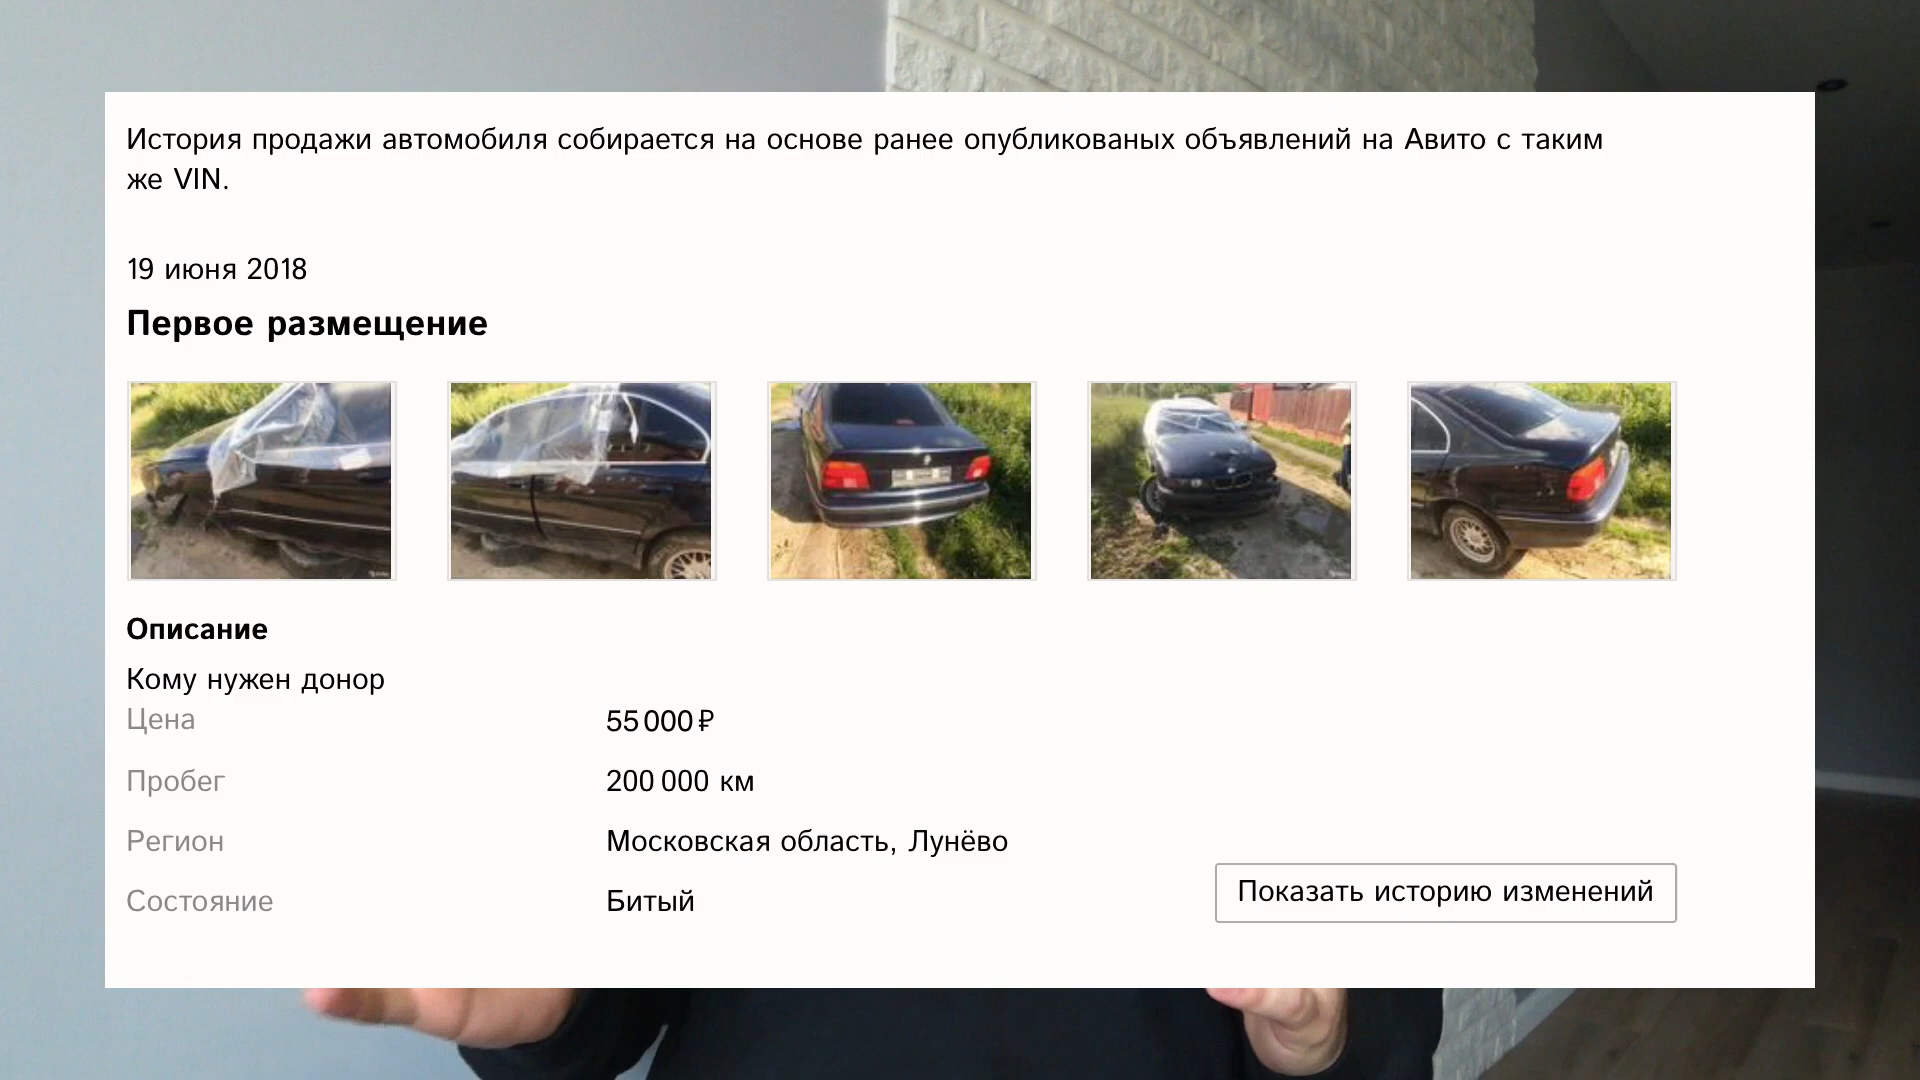 История продажи автомобиля собирается на основе ранее опубликованых объявлений на Авито с таким
же VIN.
19 июня 2018
Первое размещение
Описание
Кому нужен донор
Цена 55 000 ₽
Пробег 200 000 км
Регион Московская область, Лунёво
Состояние Битый
Показать историю изменений